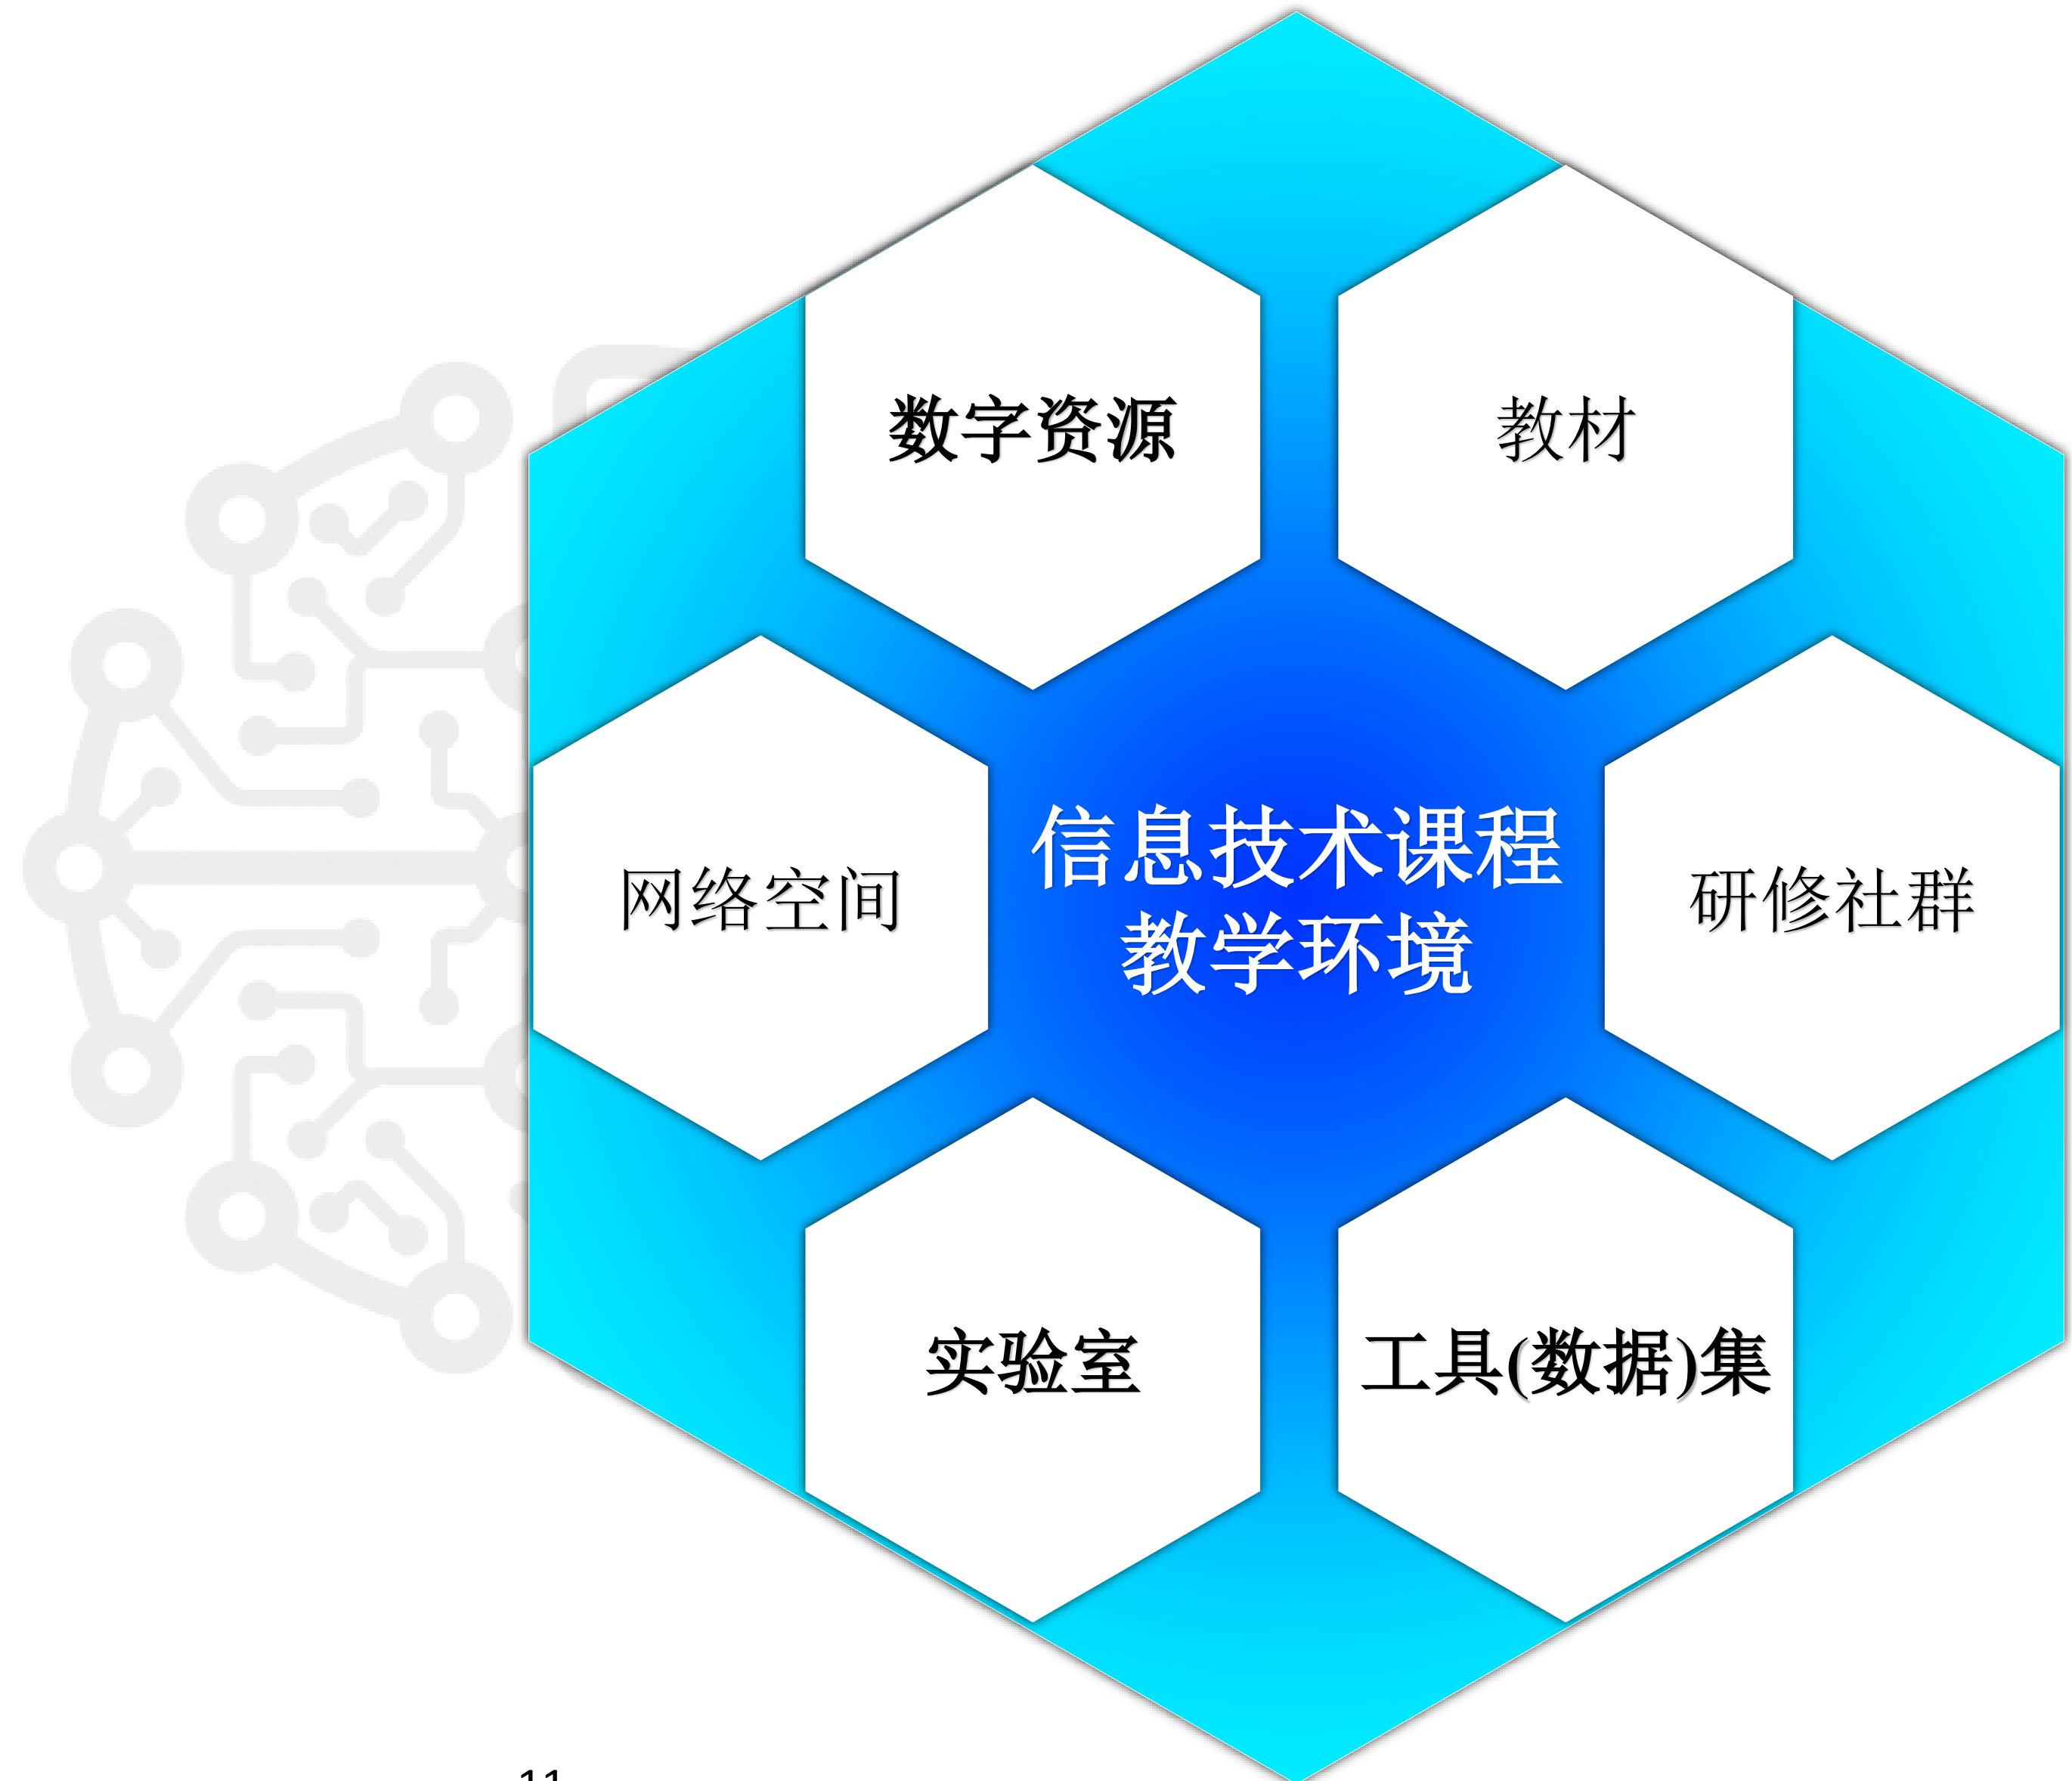 数字资源
教材
网络空间
信息技术课程
教学环境
研修社群
实验室
工具(数据)集
11